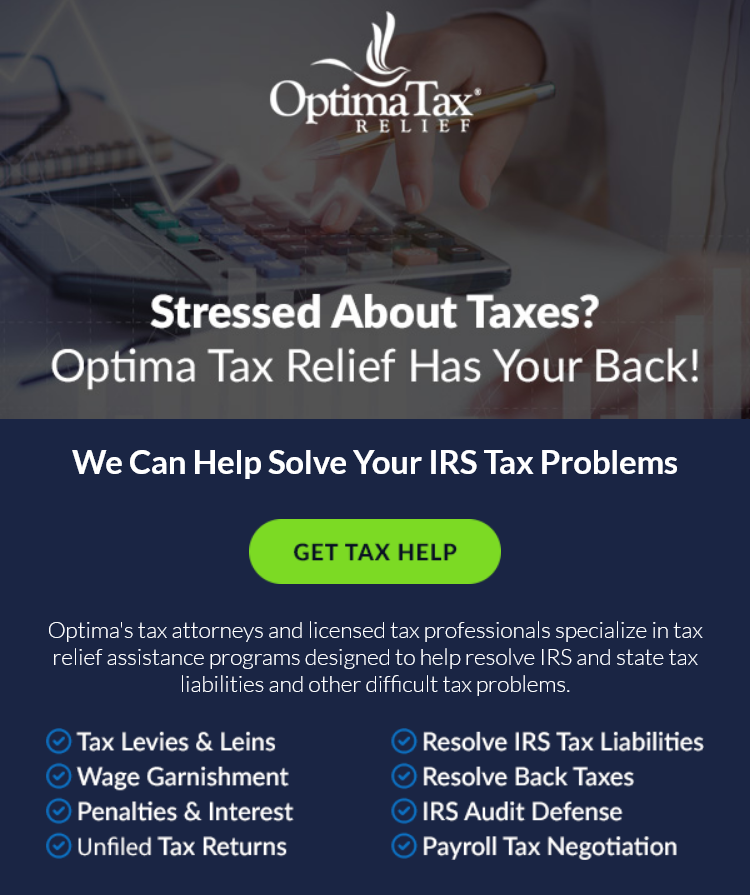 OptimaTax®
RELIEF
Stressed About Taxes?
Optima Tax Relief Has Your Back!
We Can Help Solve Your IRS Tax Problems
GET TAX HELP
Optima's tax attorneys and licensed tax professionals specialize in tax
relief assistance programs designed to help resolve IRS and state tax
liabilities and other difficult tax problems.
Tax Levies & Leins
Wage Garnishment
Penalties & Interest
Unfiled Tax Returns
Resolve IRS Tax Liabilities
Resolve Back Taxes
IRS Audit Defense
Payroll Tax Negotiation